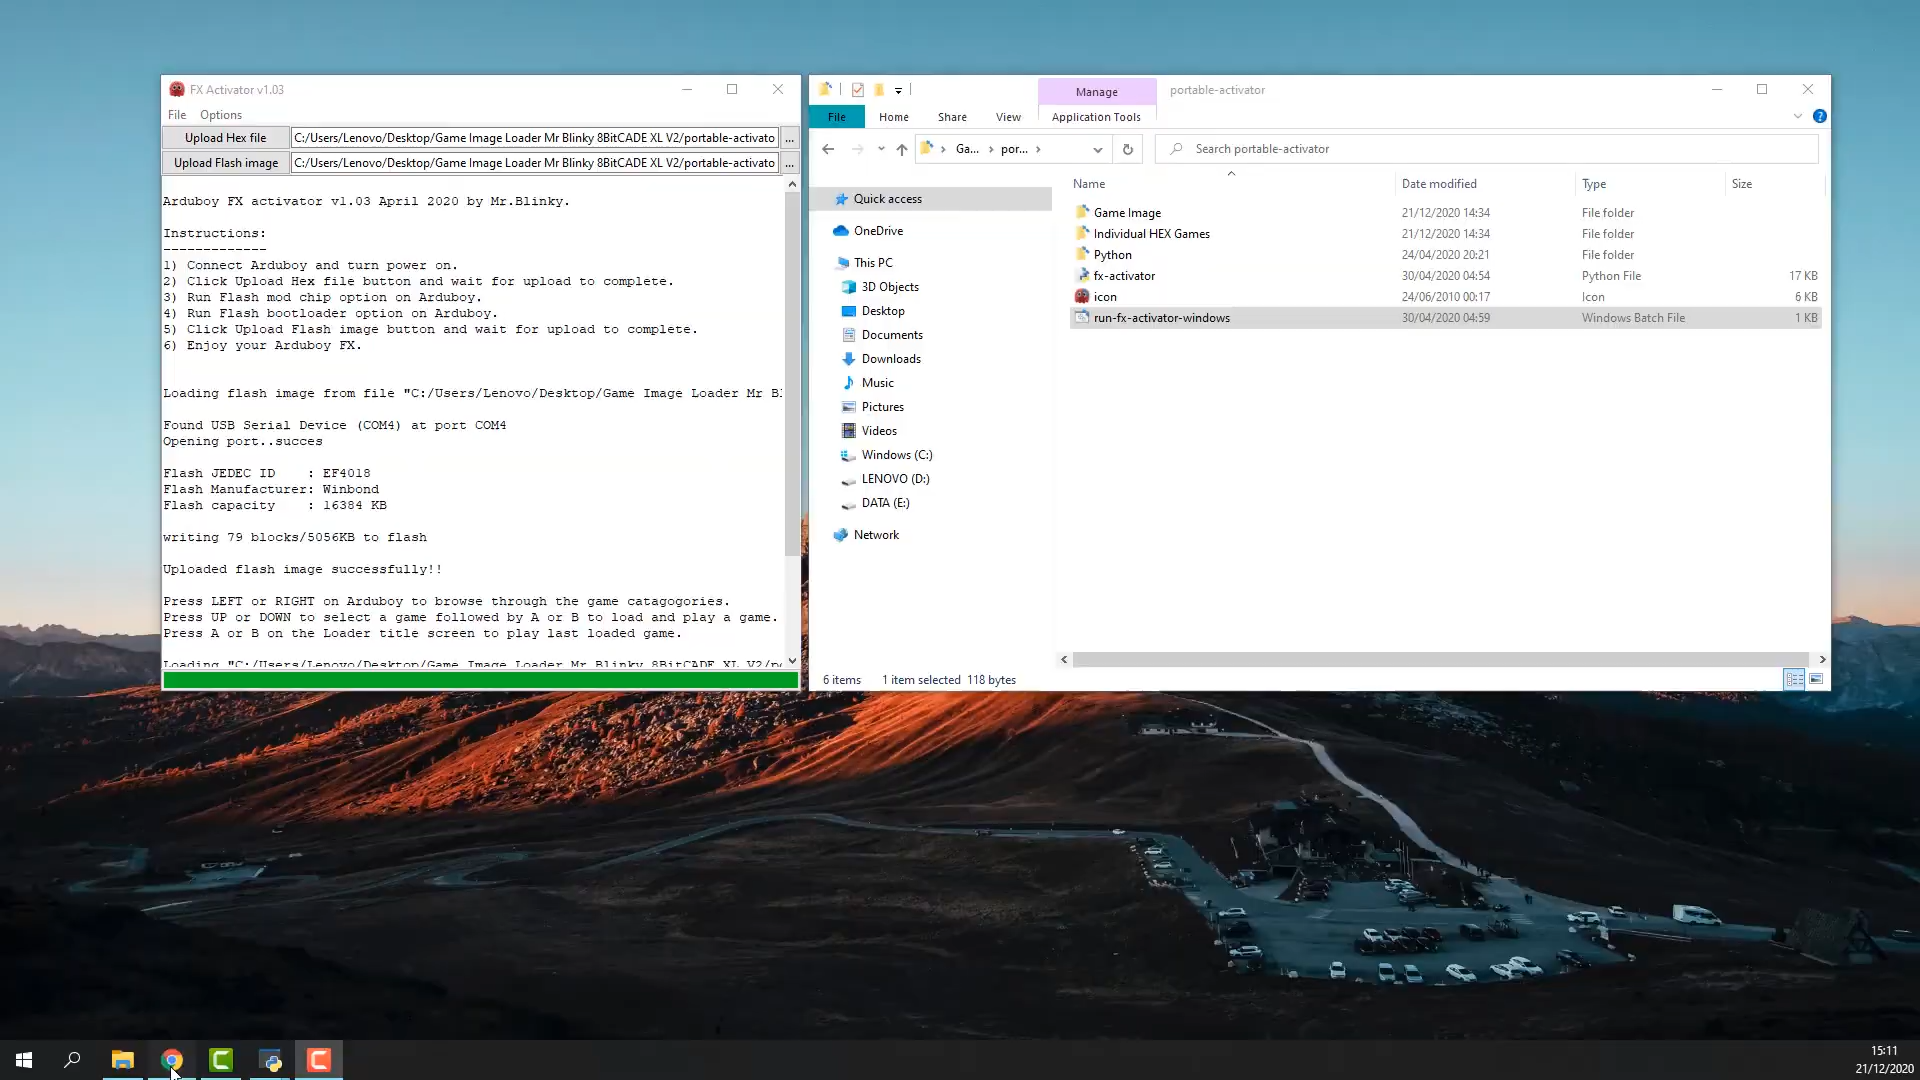 FX Activator v1.03
File Options
Upload Hex file C:/Users/Lenovo/Desktop/Game Image Loader Mr Blinky 8BitCADE XL V2/portable-activato ...
Upload Flash image C:/Users/Lenovo/Desktop/Game Image Loader Mr Blinky 8BitCADE XL V2/portable-activato ...
Arduboy FX activator v1.03 April 2020 by Mr.Blinky.
Instructions:
-------------
1) Connect Arduboy and turn power on.
2) Click Upload Hex file button and wait for upload to complete.
3) Run Flash mod chip option on Arduboy.
4) Run Flash bootloader option on Arduboy.
5) Click Upload Flash image button and wait for upload to complete.
6) Enjoy your Arduboy FX.
Loading flash image from file "C:/Users/Lenovo/Desktop/Game Image Loader Mr Bl
Found USB Serial Device (COM4) at port COM4
Opening port..succes
Flash JEDEC ID : EF4018
Flash Manufacturer: Winbond
Flash capacity : 16384 KB
writing 79 blocks/5056KB to flash
Uploaded flash image successfully!!
Press LEFT or RIGHT on Arduboy to browse through the game catagogories.
Press UP or DOWN to select a game followed by A or B to load and play a game.
Press A or B on the Loader title screen to play last loaded game.
Loading "C:/Users/Lenovo/Desktop/Game Image Loader Mr Blinky 8BitCADE XL V2/po
Manage portable-activator
File Home Share View Application Tools
Ga... por... Search portable-activator
Quick access
OneDrive
This PC
3D Objects
Desktop
Documents
Downloads
Music
Pictures
Videos
Windows (C:)
LENOVO (D:)
DATA (E:)
Network
Name Date modified Type Size
Game Image 21/12/2020 14:34 File folder
Individual HEX Games 21/12/2020 14:34 File folder
Python 24/04/2020 20:21 File folder
fx-activator 30/04/2020 04:54 Python File 17 KB
icon 24/06/2010 00:17 Icon 6 KB
run-fx-activator-windows 30/04/2020 04:59 Windows Batch File 1 KB
6 items 1 item selected 118 bytes
15:11
21/12/2020